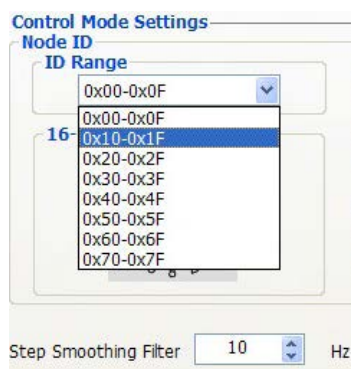 Control Mode Settings
Node ID
ID Range
0x00-0x0F
0x00-0x0F
16-
0x10-0x1F
0x20-0x2F
0x30-0x3F
0x40-0x4F
0x50-0x5F
0x60-0x6F
0x70-0x7F
Step Smoothing Filter 10 Hz